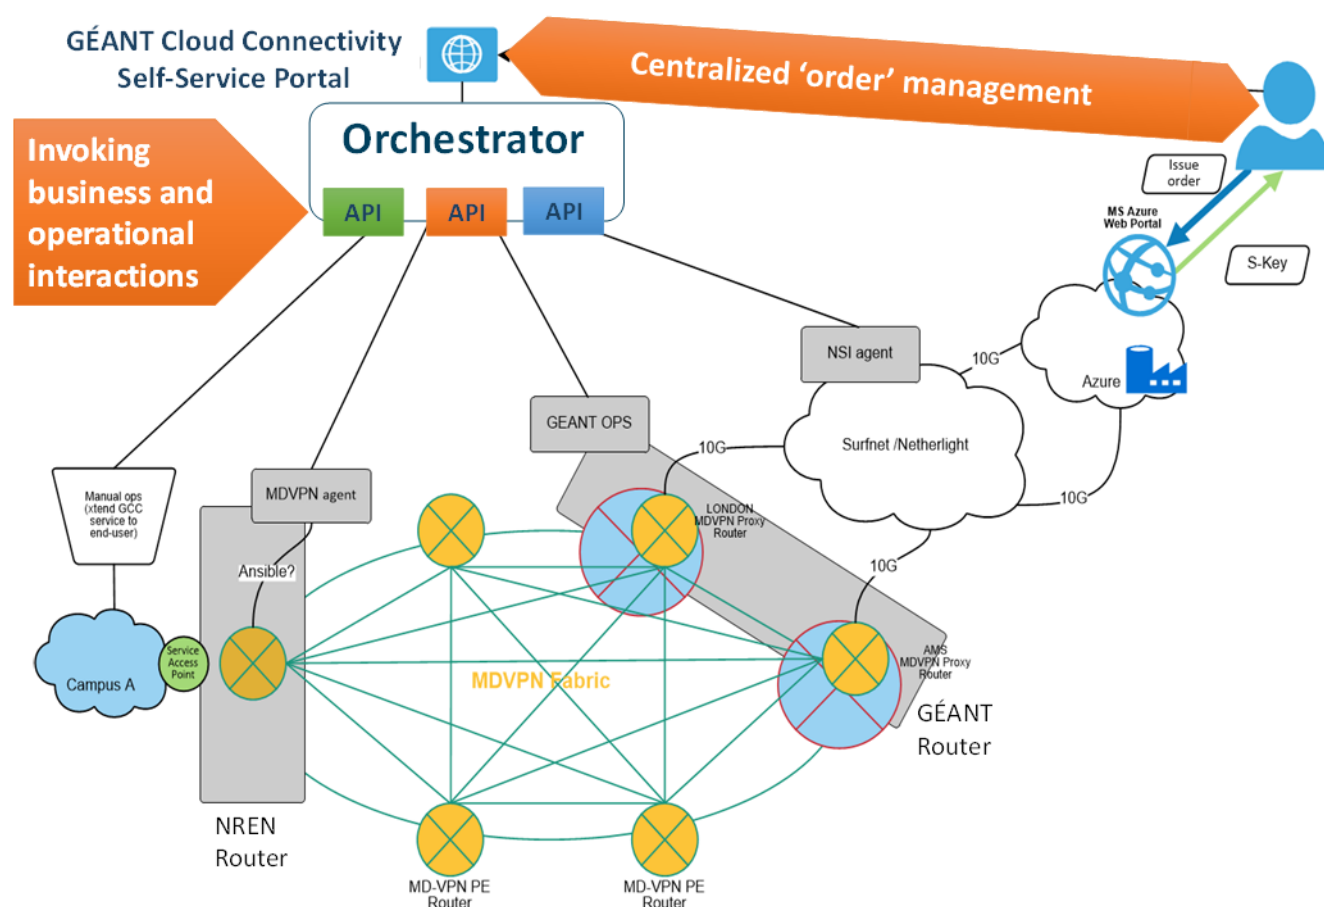 GÉANT Cloud Connectivity
Self-Service Portal
Centralized ‘order’ management
Orchestrator
Invoking
business and
operational
interactions
API
API
API
Issue
order
MS Azure
Web Portal
S-Key
NSI agent
10G
Azure
GEANT OPS
10G
Surfnet /Netherlight
10G
Manual ops
(xtend GCC
service to
end-user)
MDVPN agent
LONDON
MDVPN Proxy
Router
Ansible?
10G
Service
Access
Point
Campus A
MDVPN Fabric
AMS
MDVPN Proxy
Router
GÉANT
Router
NREN
Router
MD-VPN PE
Router
MD-VPN PE
Router